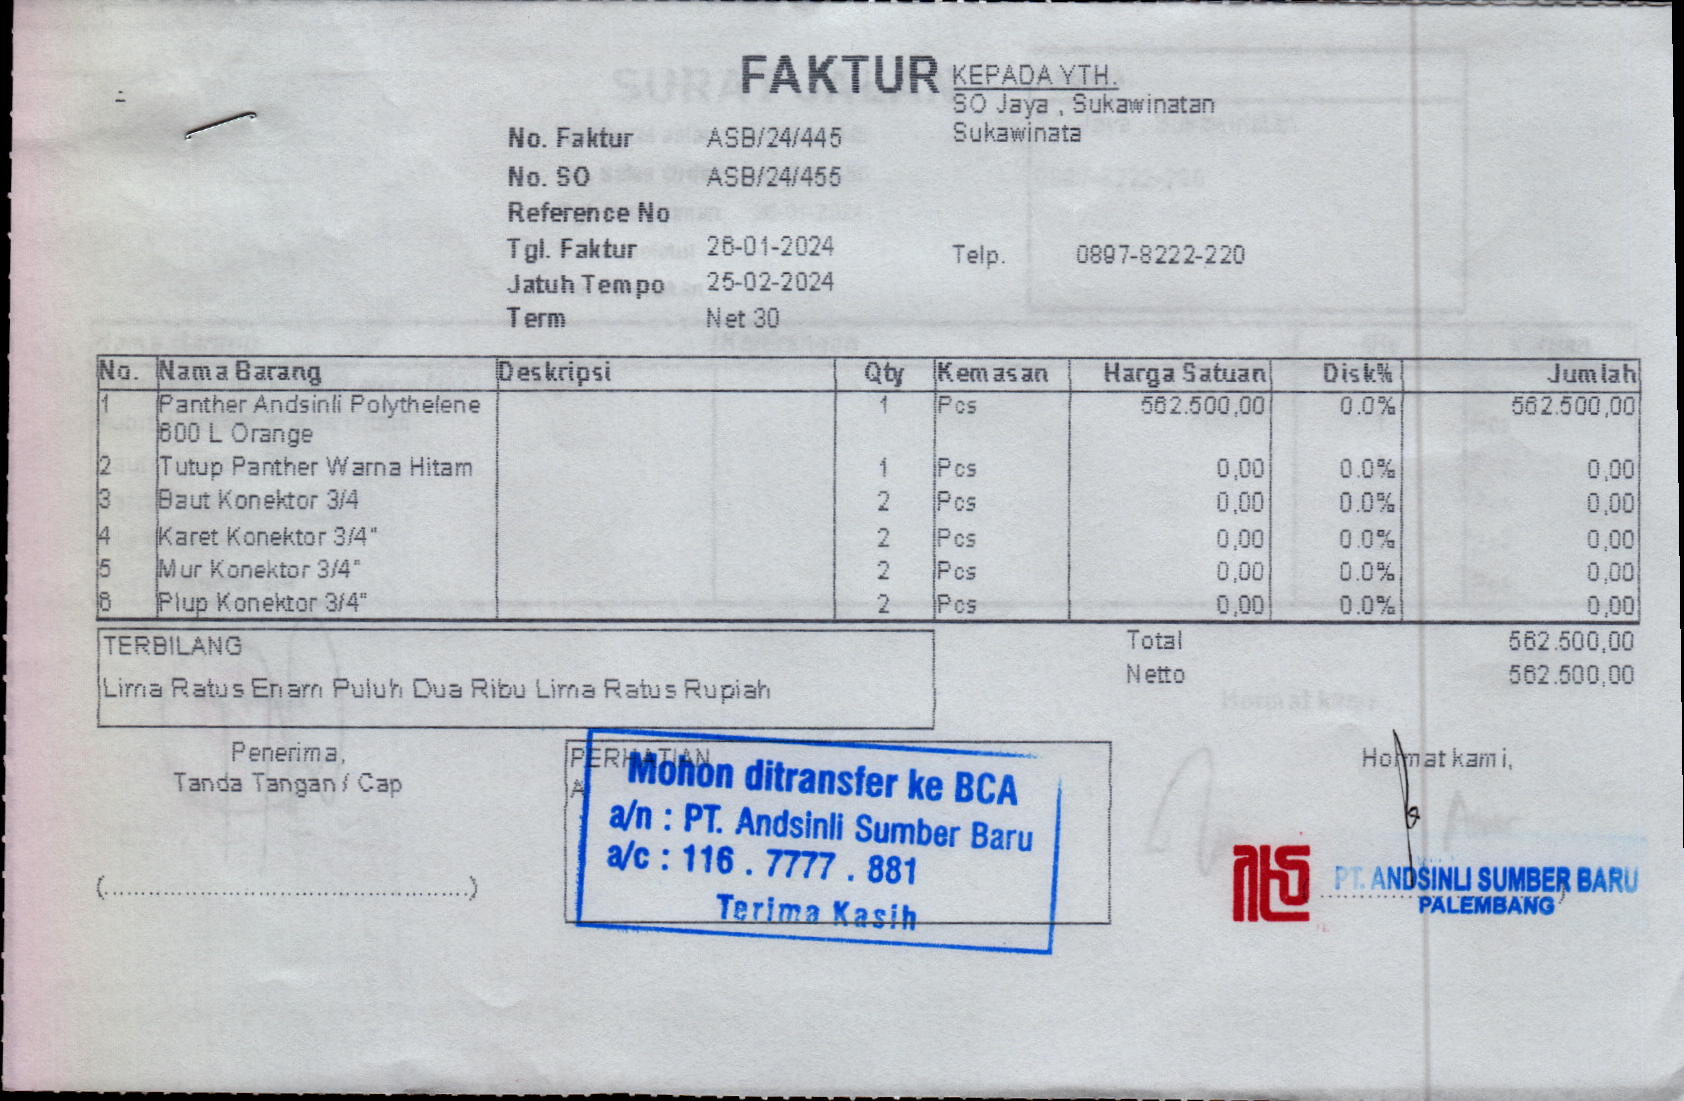 FAKTUR
KEPADA YTH.
SO Jaya , Sukawinatan
Sukawinata
No. Faktur ASB/24/445
No. SO ASB/24/455
Reference No
Tgl. Faktur 26-01-2024
Telp. 0897-8222-220
Jatuh Tempo 25-02-2024
Term Net 30
No. Nama Barang Deskripsi Qty Kemasan Harga Satuan Disk% Jumlah
1 Panther Andsinli Polythelene 1 Pcs 562.500,00 0.0% 562.500,00
600 L Orange
2 Tutup Panther Warna Hitam 1 Pcs 0,00 0.0% 0,00
3 Baut Konektor 3/4 2 Pcs 0,00 0.0% 0,00
4 Karet Konektor 3/4" 2 Pcs 0,00 0.0% 0,00
5 Mur Konektor 3/4" 2 Pcs 0,00 0.0% 0,00
6 Plup Konektor 3/4" 2 Pcs 0,00 0.0% 0,00
TERBILANG
Lima Ratus Enam Puluh Dua Ribu Lima Ratus Rupiah
Total 562.500,00
Netto 562.500,00
Penerima,
Tanda Tangan / Cap
(............................................)
PERHATIAN
Mohon ditransfer ke BCA
a/n : PT. Andsinli Sumber Baru
a/c : 116 . 7777 . 881
Terima Kasih
Hormat kami,
PT. ANDSINLI SUMBER BARU
PALEMBANG